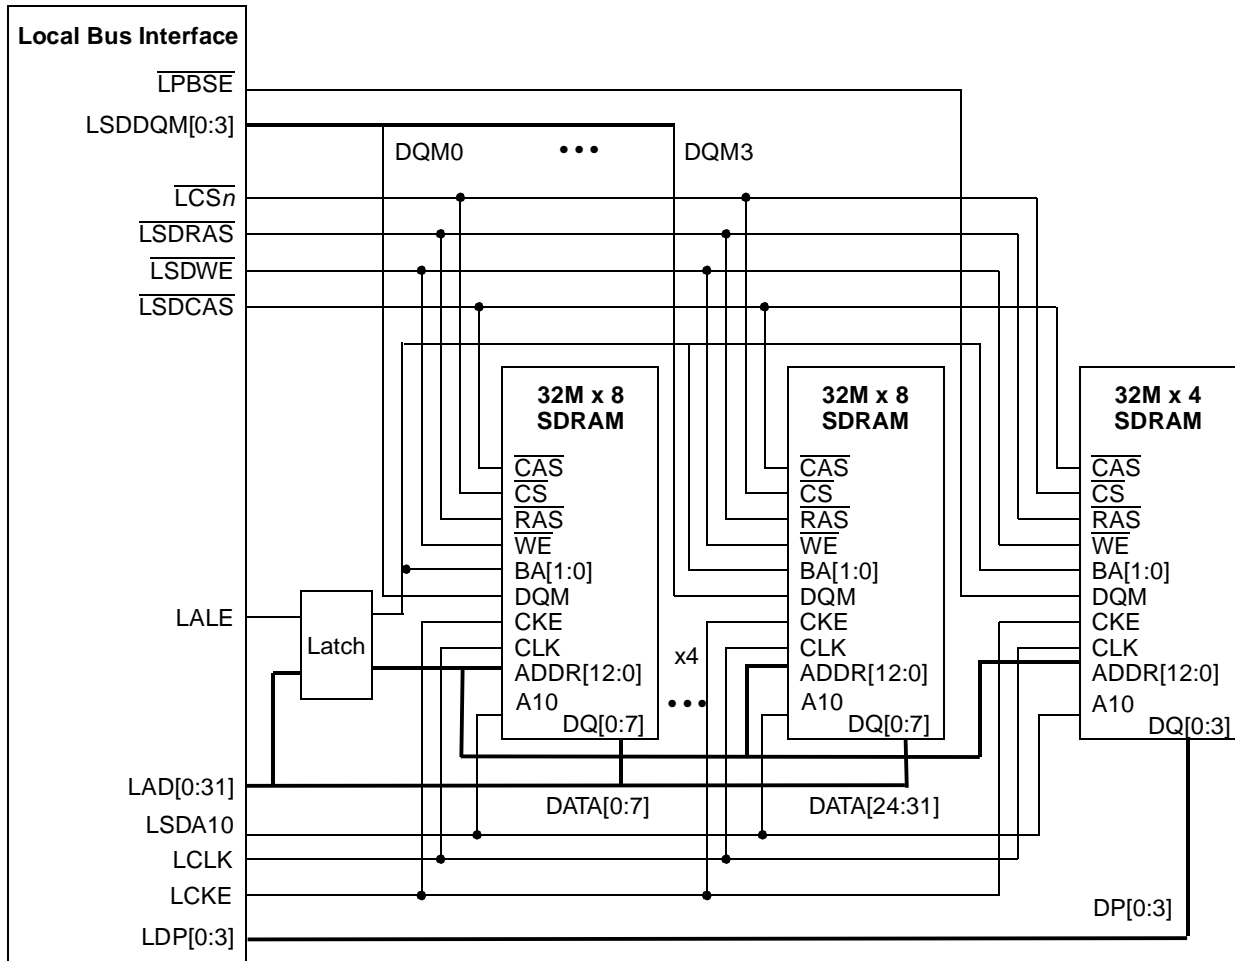 Local Bus Interface
LPBSE
LSDDQM[0:3]
DQM0
•••
DQM3
LCSn
LSDRAS
LSDWE
LSDCAS
32M x 8
SDRAM
CAS
CS
RAS
WE
BA[1:0]
DQM
CKE
CLK
ADDR[12:0]
A10
DQ[0:7]
x4
•••
32M x 8
SDRAM
CAS
CS
RAS
WE
BA[1:0]
DQM
CKE
CLK
ADDR[12:0]
A10
DQ[0:7]
32M x 4
SDRAM
CAS
CS
RAS
WE
BA[1:0]
DQM
CKE
CLK
ADDR[12:0]
A10
DQ[0:3]
LALE
Latch
LAD[0:31]
DATA[0:7]
DATA[24:31]
LSDA10
LCLK
LCKE
DP[0:3]
LDP[0:3]